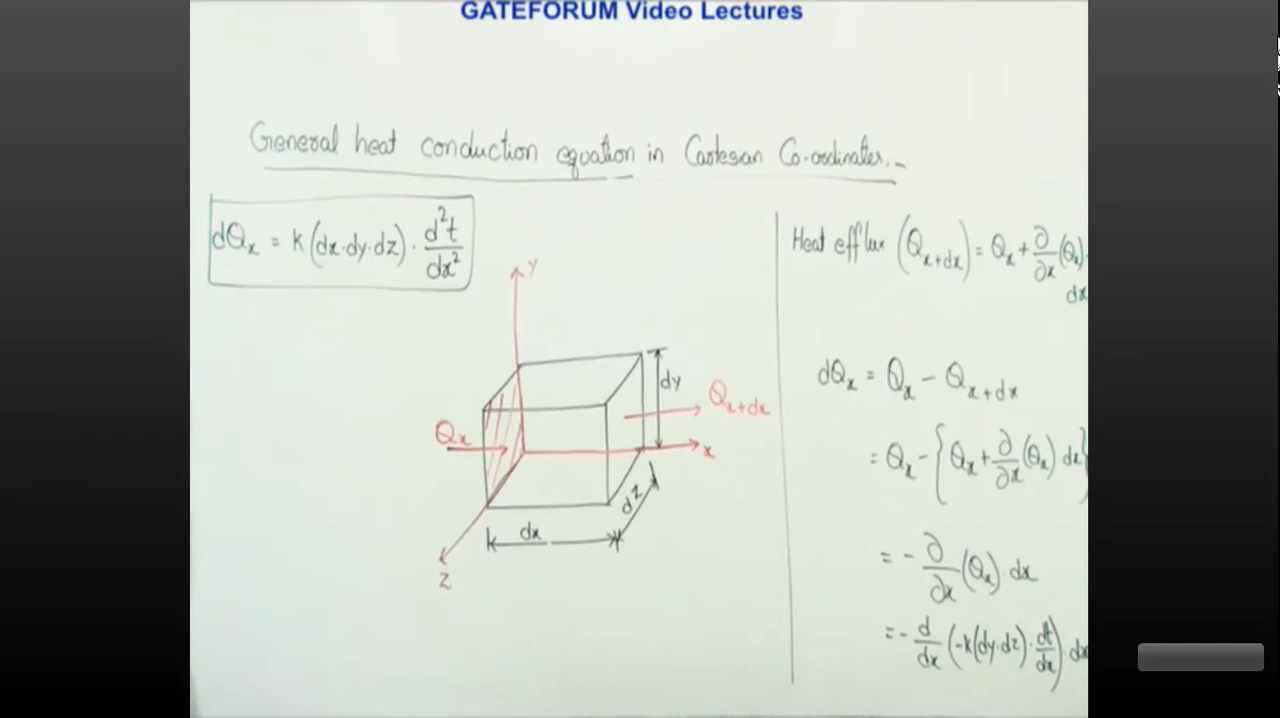 GATEFORUM Video Lectures
General heat conduction equation in Cartesian Co-ordinates.
dQₓ = k (dx·dy·dz) · d²t/dx²
Y
dy
Qₓ₊dx
Qₓ
x
dz
dx
Z
Heat efflux (Qₓ₊dx) = Qₓ + ∂/∂x (Qₓ) · dx
dQₓ = Qₓ − Qₓ₊dx
= Qₓ − {Qₓ + ∂/∂x (Qₓ) dx}
= − ∂/∂x (Qₓ) · dx
= − d/dx (−k(dy·dz) · dt/dx) · dx